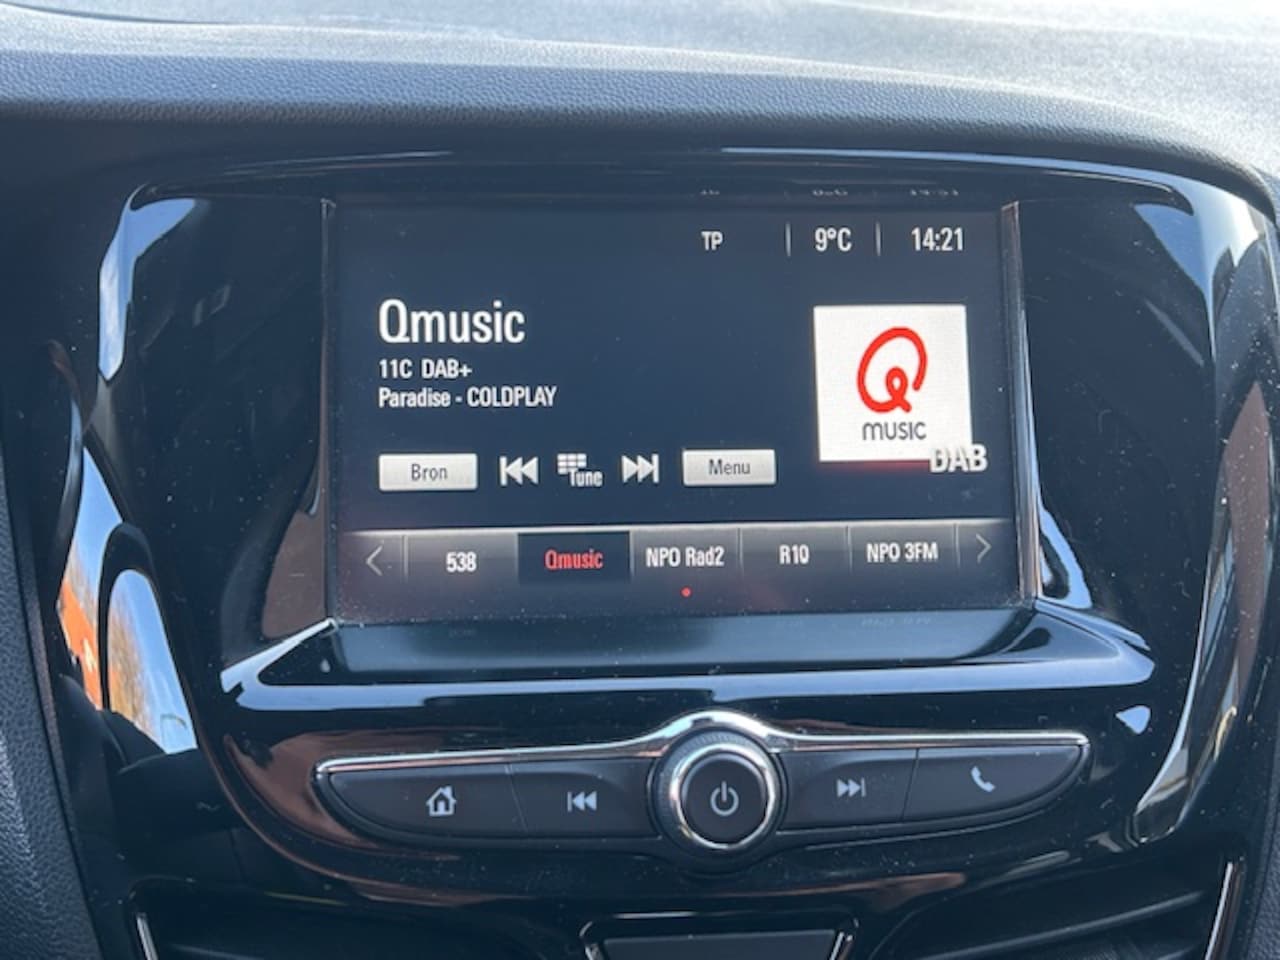 TP 9°C 14:21
Qmusic
11C DAB+
Paradise - COLDPLAY
Q
MUSIC
DAB
Bron Tune Menu
538 Qmusic NPO Rad2 R10 NPO 3FM